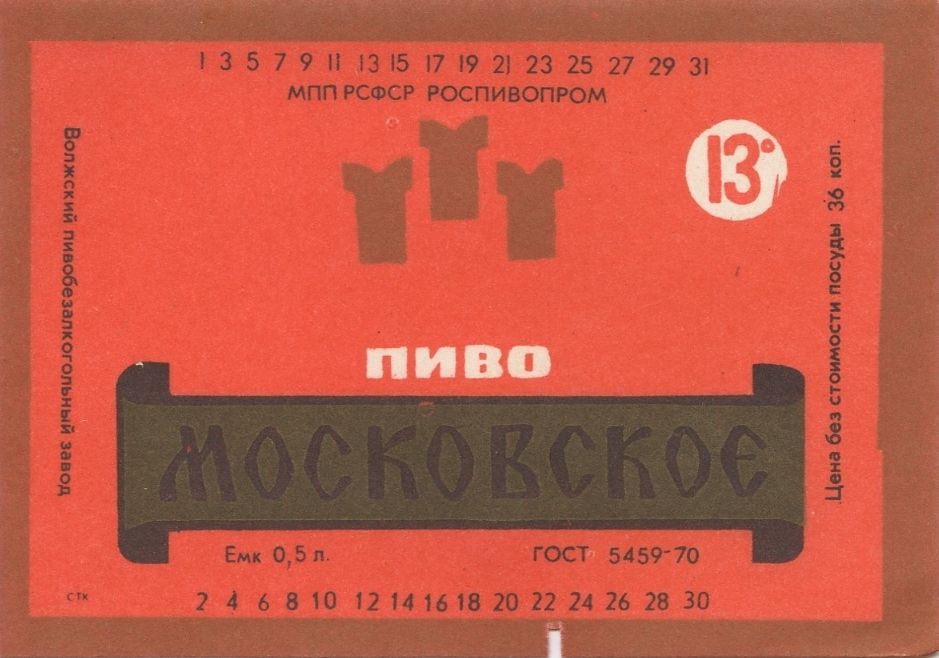 1 3 5 7 9 11 13 15 17 19 21 23 25 27 29 31
МПП РСФСР РОСПИВОПРОМ
13°
Волжский пивобезалкогольный завод
Цена без стоимости посуды 36 коп.
ПИВО
МОСКОВСКОЕ
Емк 0,5 л.
ГОСТ 5459-70
СТК
2 4 6 8 10 12 14 16 18 20 22 24 26 28 30